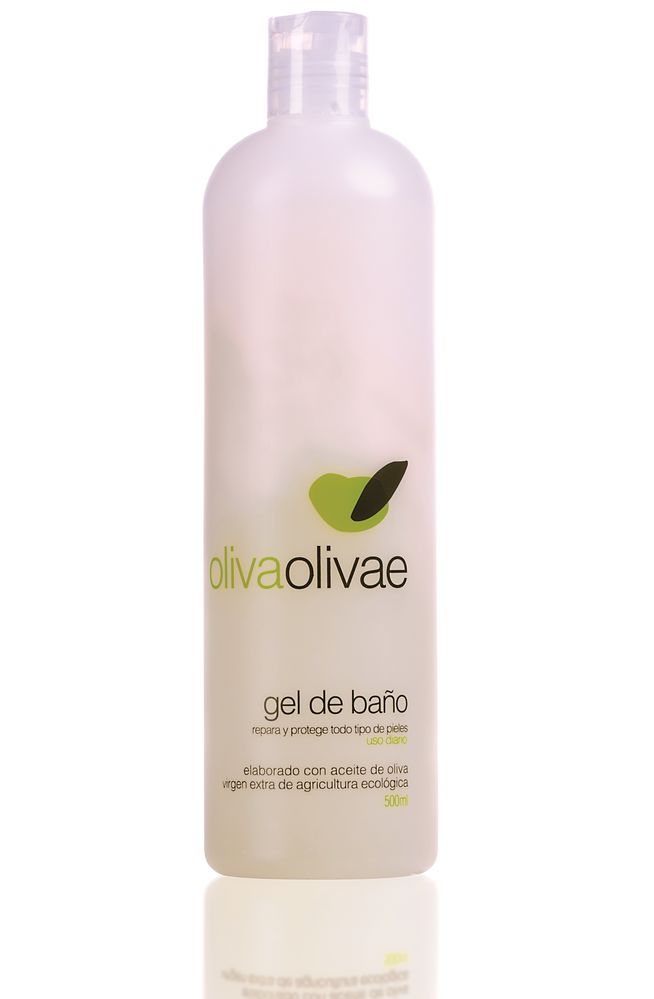 olivaolivae
gel de baño
repara y protege todo tipo de pieles
uso diario
elaborado con aceite de oliva
virgen extra de agricultura ecológica
500ml